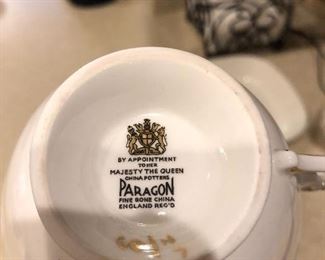 BY APPOINTMENT
TO HER
MAJESTY THE QUEEN
CHINA POTTERS
PARAGON
FINE BONE CHINA
ENGLAND REG'D